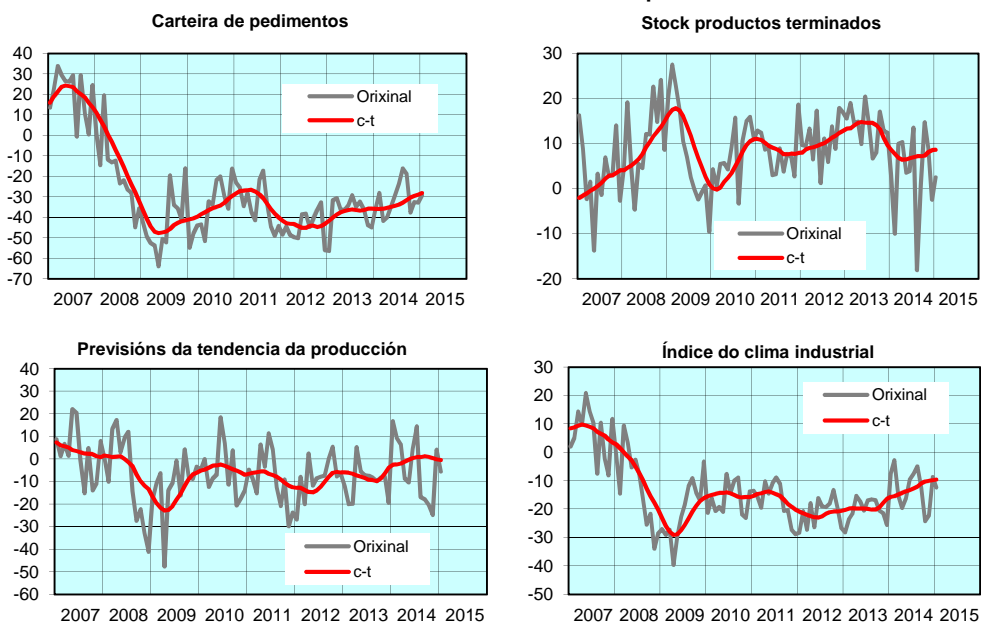 Carteira de pedimentos
40
30
20
10
0
-10
-20
-30
-40
-50
-60
-70
Orixinal
c-t
2007 2008 2009 2010 2011 2012 2013 2014 2015
Stock productos terminados
30
20
10
0
-10
-20
Orixinal
c-t
2007 2008 2009 2010 2011 2012 2013 2014 2015
Previsións da tendencia da producción
40
30
20
10
0
-10
-20
-30
-40
-50
-60
Orixinal
c-t
2007 2008 2009 2010 2011 2012 2013 2014 2015
Índice do clima industrial
30
20
10
0
-10
-20
-30
-40
-50
Orixinal
c-t
2007 2008 2009 2010 2011 2012 2013 2014 2015